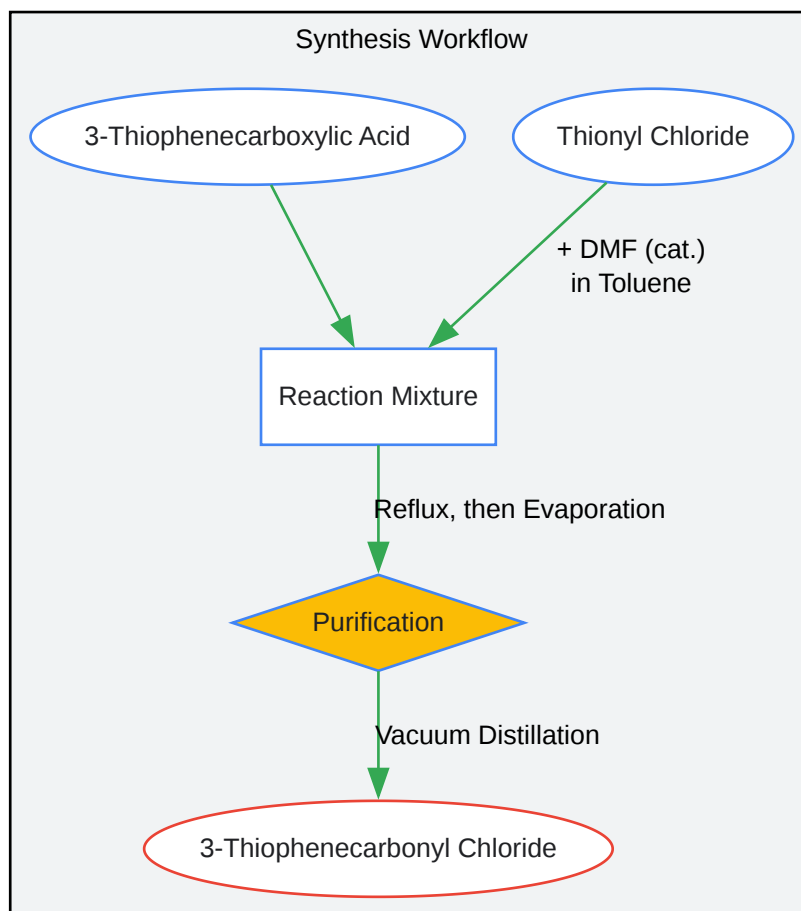 Synthesis Workflow
3-Thiophenecarboxylic Acid
Thionyl Chloride
+ DMF (cat.)
in Toluene
Reaction Mixture
Reflux, then Evaporation
Purification
Vacuum Distillation
3-Thiophenecarbonyl Chloride